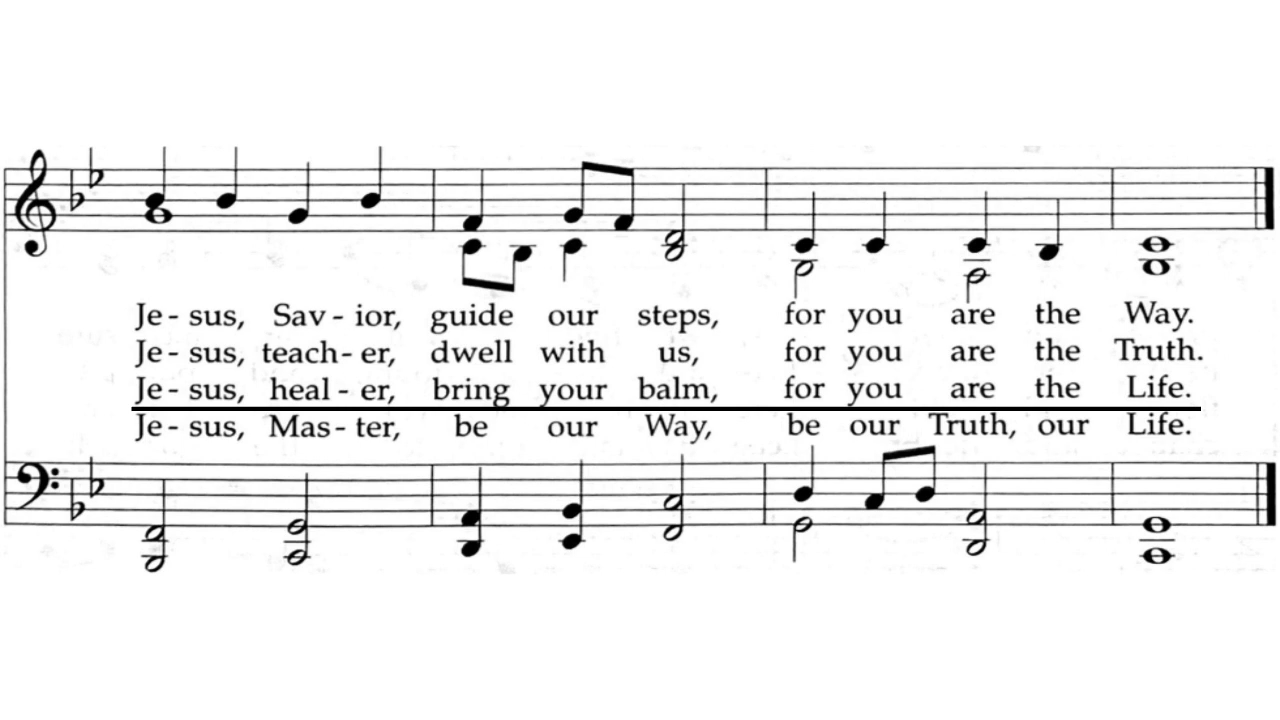 Je - sus, Sav - ior, guide our steps, for you are the Way.
Je - sus, teach - er, dwell with us, for you are the Truth.
Je - sus, heal - er, bring your balm, for you are the Life.
Je - sus, Mas - ter, be our Way, be our Truth, our Life.